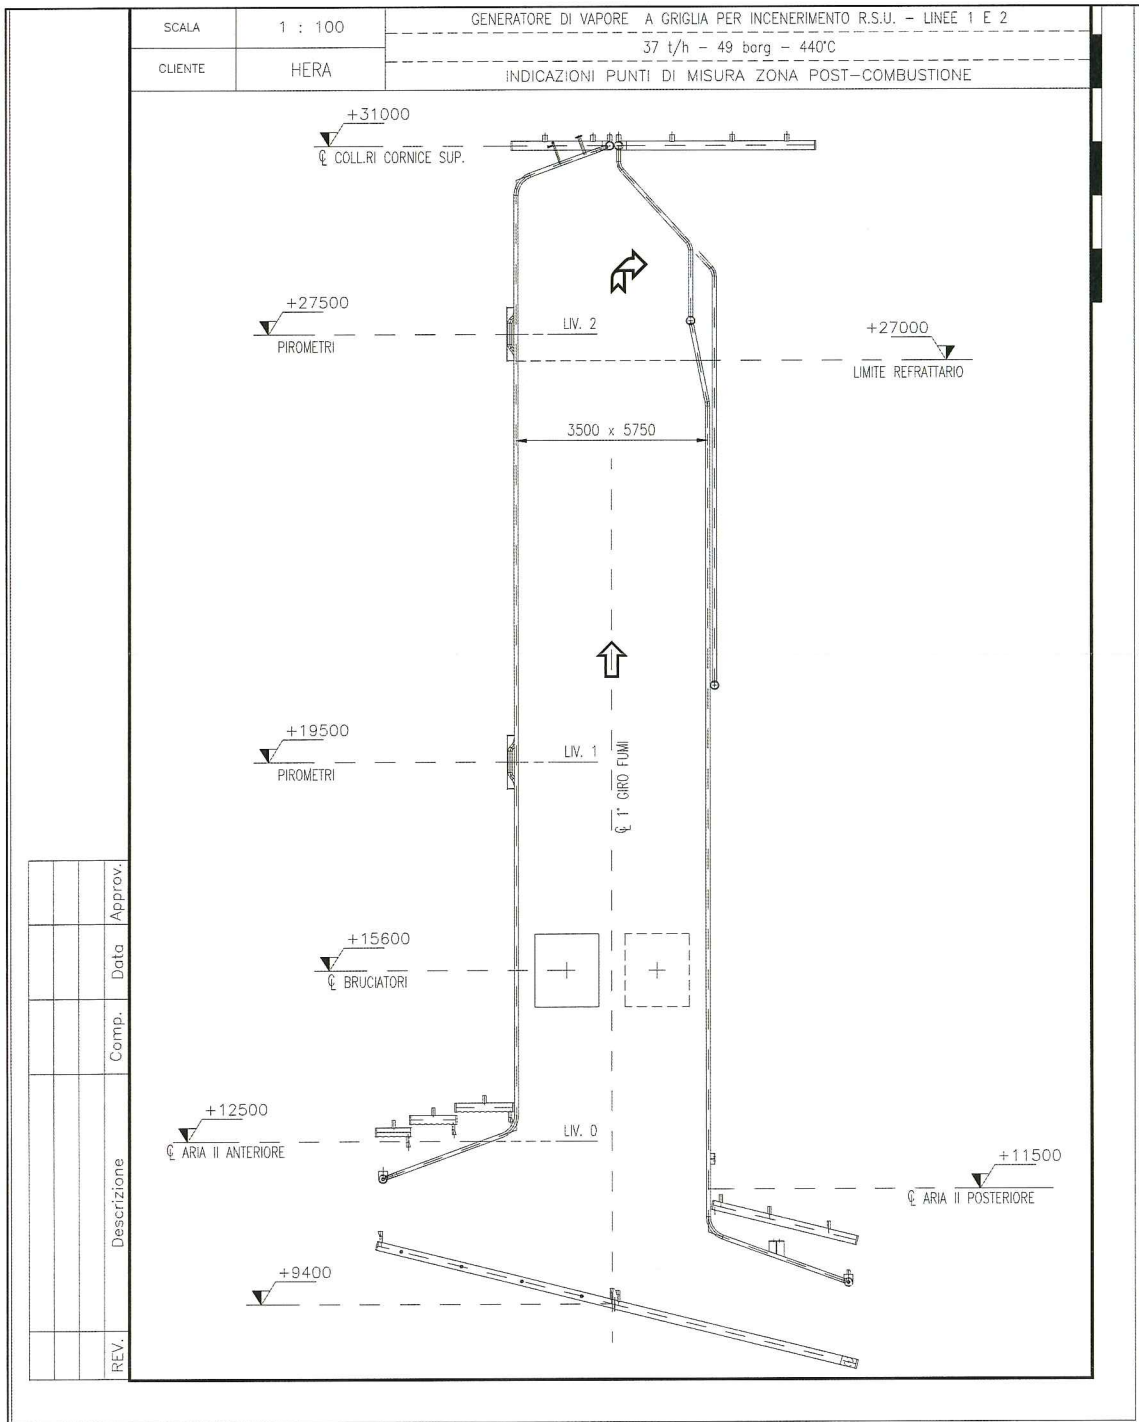 SCALA
1 : 100
GENERATORE DI VAPORE A GRIGLIA PER INCENERIMENTO R.S.U. – LINEE 1 E 2
37 t/h – 49 barg – 440°C
CLIENTE
HERA
INDICAZIONI PUNTI DI MISURA ZONA POST–COMBUSTIONE
+31000
℄ COLL.RI CORNICE SUP.
+27500
PIROMETRI
LIV. 2
+27000
LIMITE REFRATTARIO
3500 x 5750
+19500
PIROMETRI
LIV. 1
℄ 1° GIRO FUMI
+15600
℄ BRUCIATORI
+12500
℄ ARIA II ANTERIORE
LIV. 0
+11500
℄ ARIA II POSTERIORE
+9400
Approv.
Data
Comp.
Descrizione
REV.